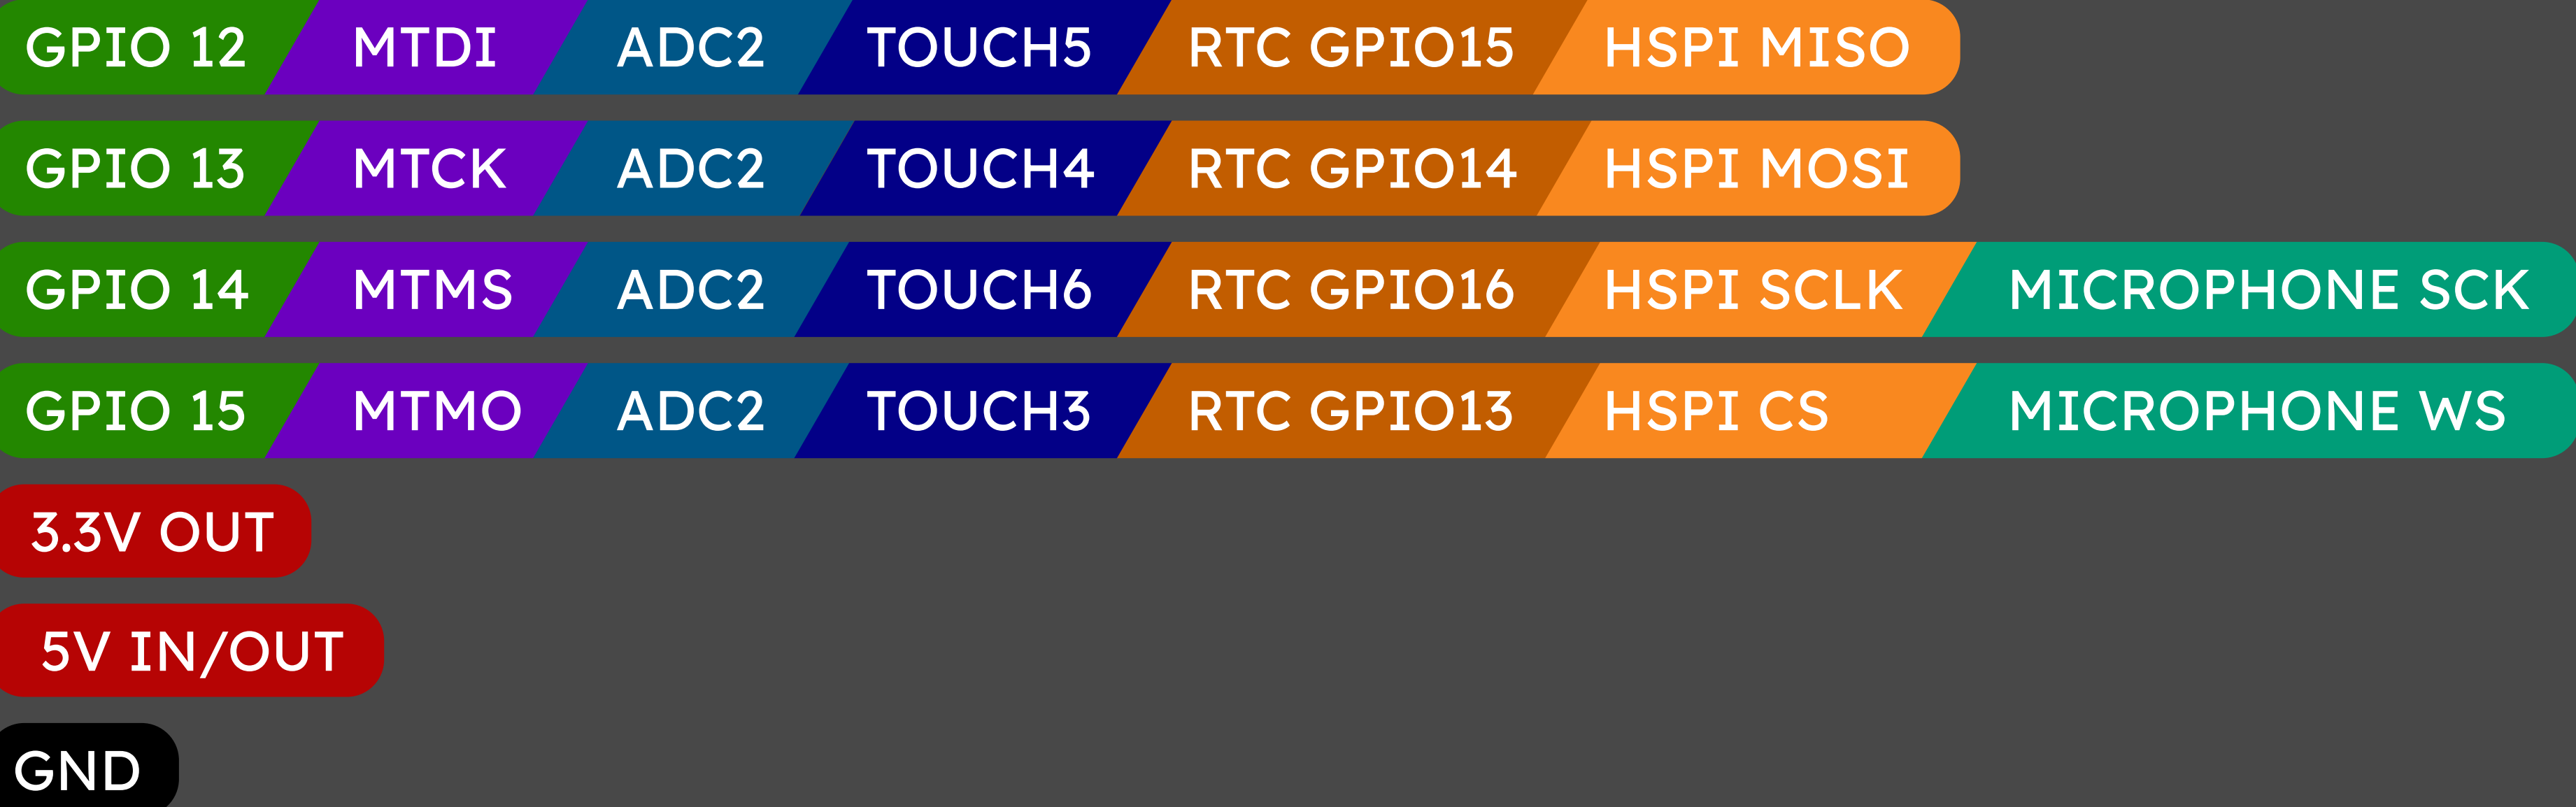 GPIO 12 MTDI ADC2 TOUCH5 RTC GPIO15 HSPI MISO
GPIO 13 MTCK ADC2 TOUCH4 RTC GPIO14 HSPI MOSI
GPIO 14 MTMS ADC2 TOUCH6 RTC GPIO16 HSPI SCLK MICROPHONE SCK
GPIO 15 MTMO ADC2 TOUCH3 RTC GPIO13 HSPI CS MICROPHONE WS
3.3V OUT
5V IN/OUT
GND